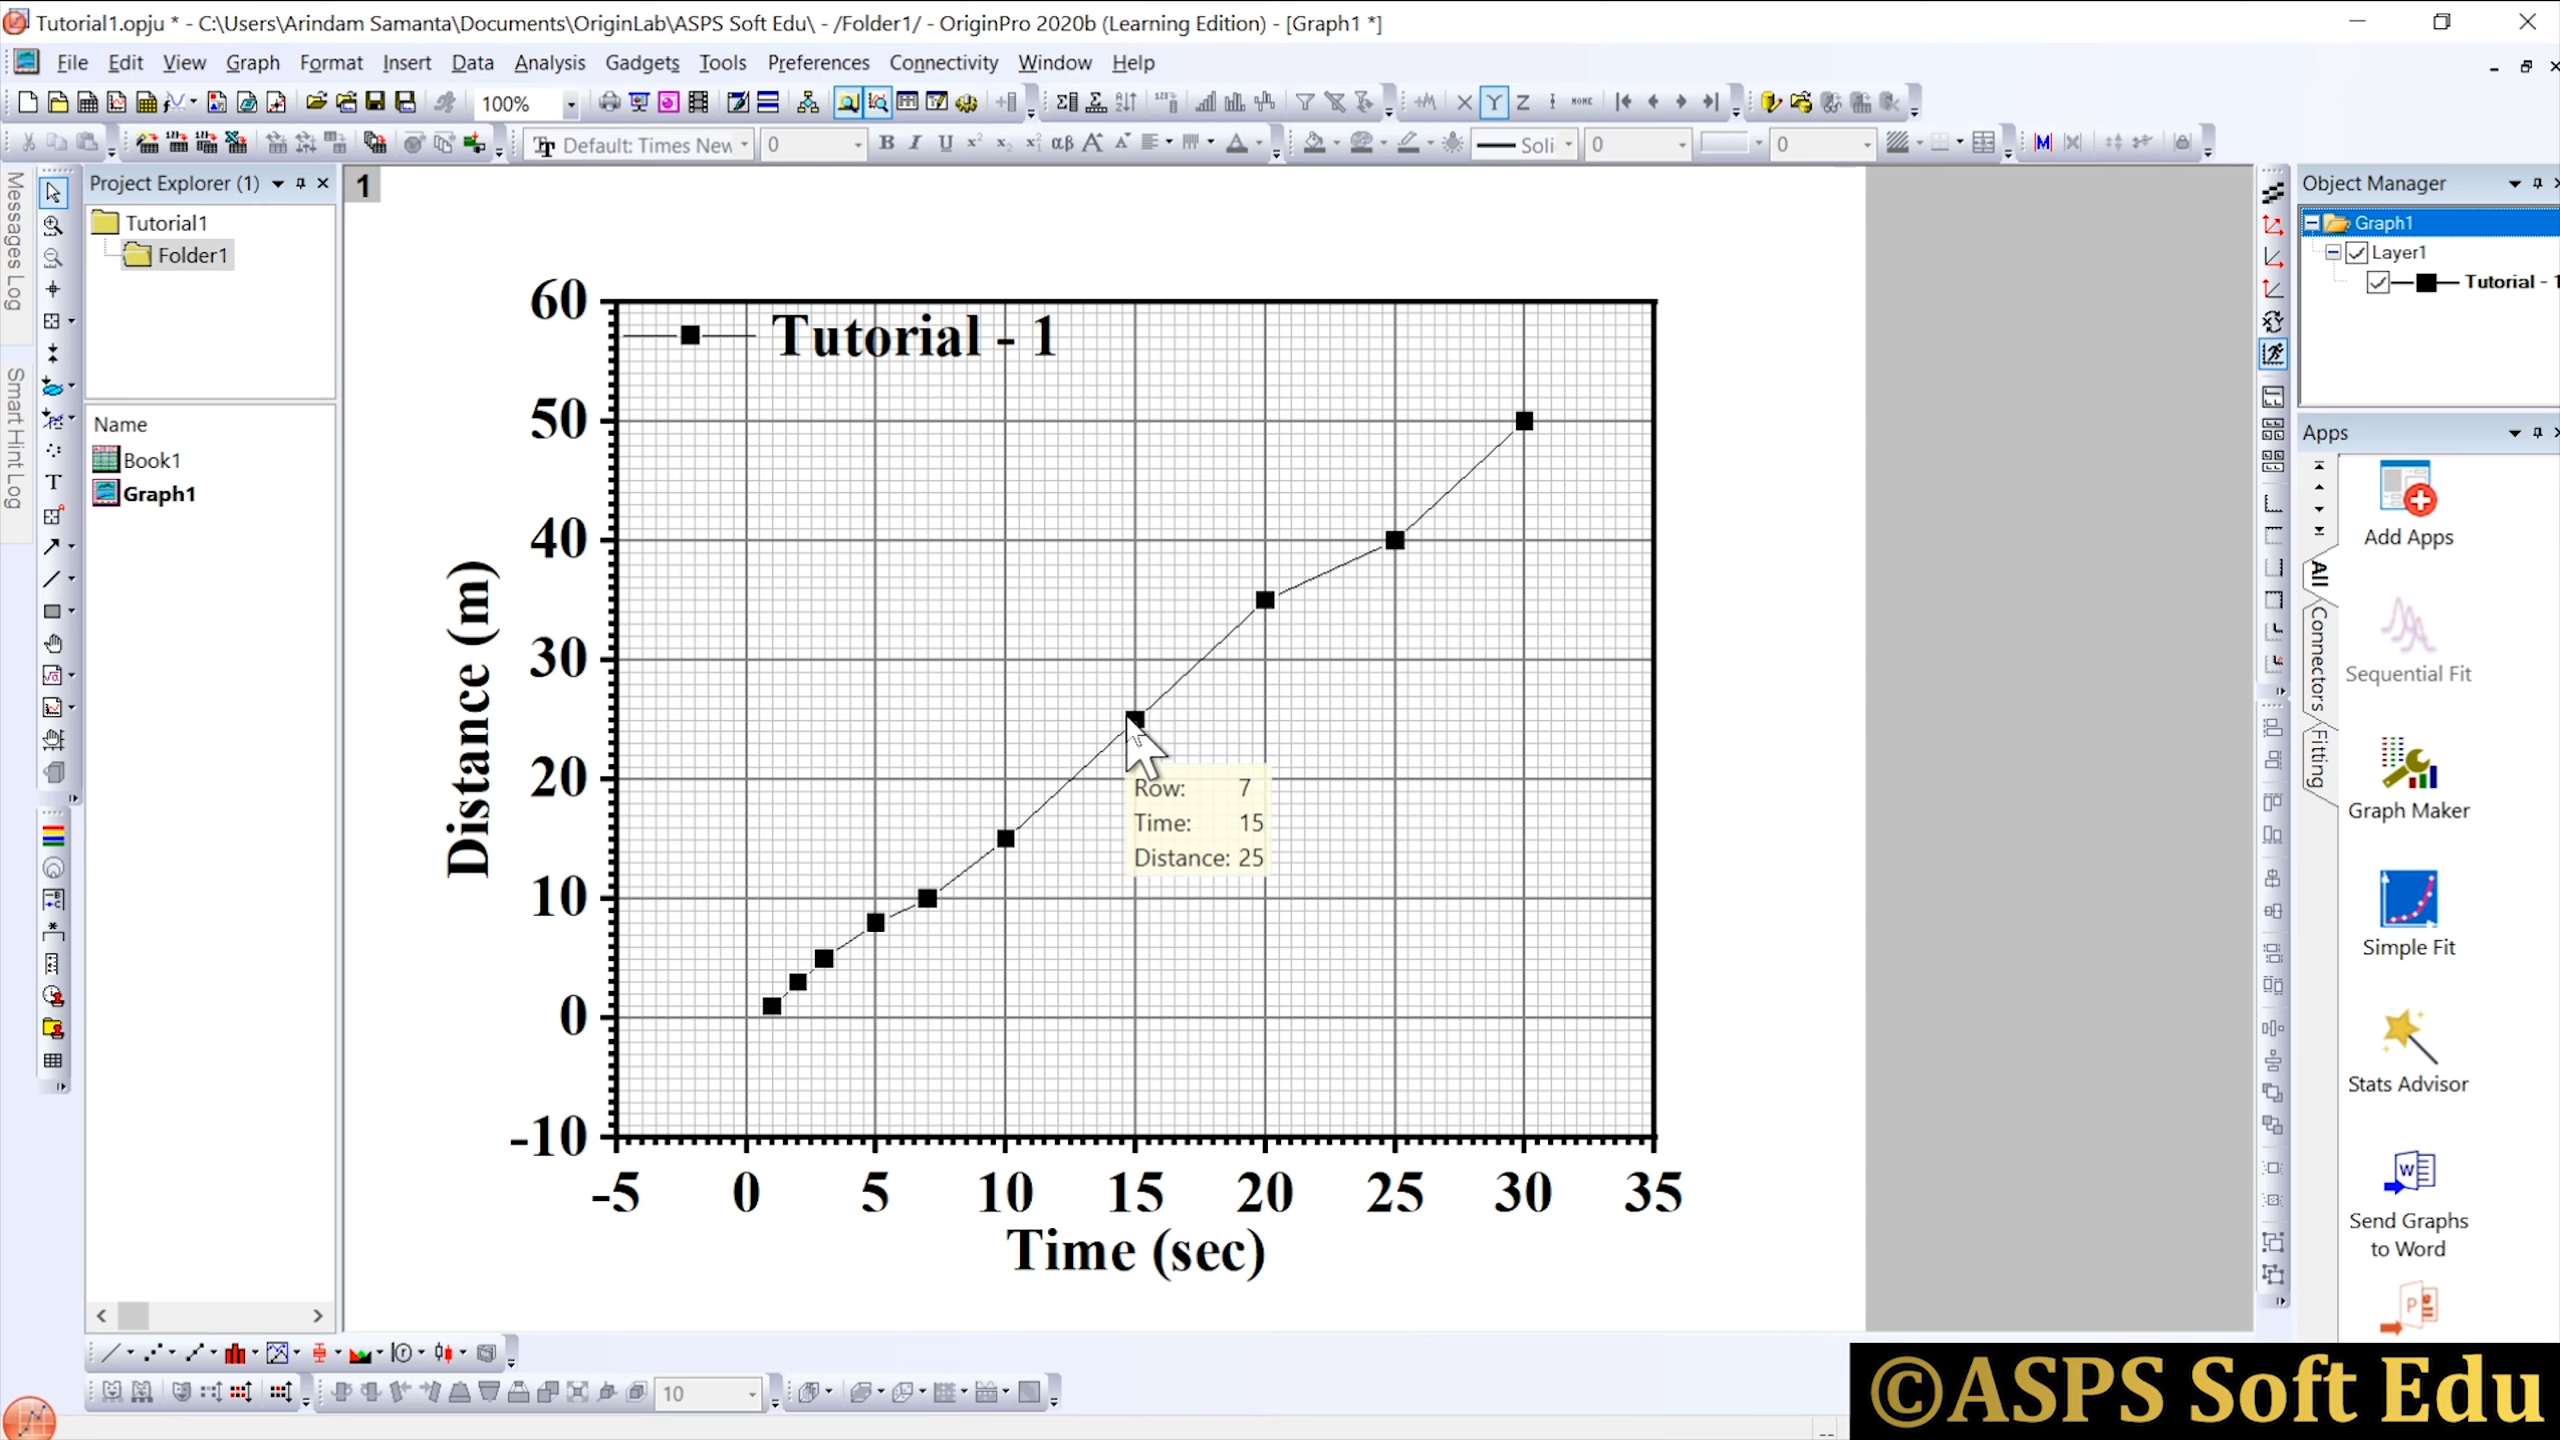 Tutorial1.opju * - C:\Users\Arindam Samanta\Documents\OriginLab\ASPS Soft Edu\ - /Folder1/ - OriginPro 2020b (Learning Edition) - [Graph1 *]
File Edit View Graph Format Insert Data Analysis Gadgets Tools Preferences Connectivity Window Help
100%
X Y Z
Default: Times New 0 B I U Soli 0 0
Messages Log
Smart Hint Log
Project Explorer (1)
Tutorial1
Folder1
Name
Book1
Graph1
1
Tutorial - 1
60
50
40
30
20
10
0
-10
Distance (m)
Row: 7
Time: 15
Distance: 25
-5 0 5 10 15 20 25 30 35
Time (sec)
Object Manager
Graph1
Layer1
Tutorial - 1
Apps
All
Connectors
Fitting
Add Apps
Sequential Fit
Graph Maker
Simple Fit
Stats Advisor
Send Graphs
to Word
10
©ASPS Soft Edu